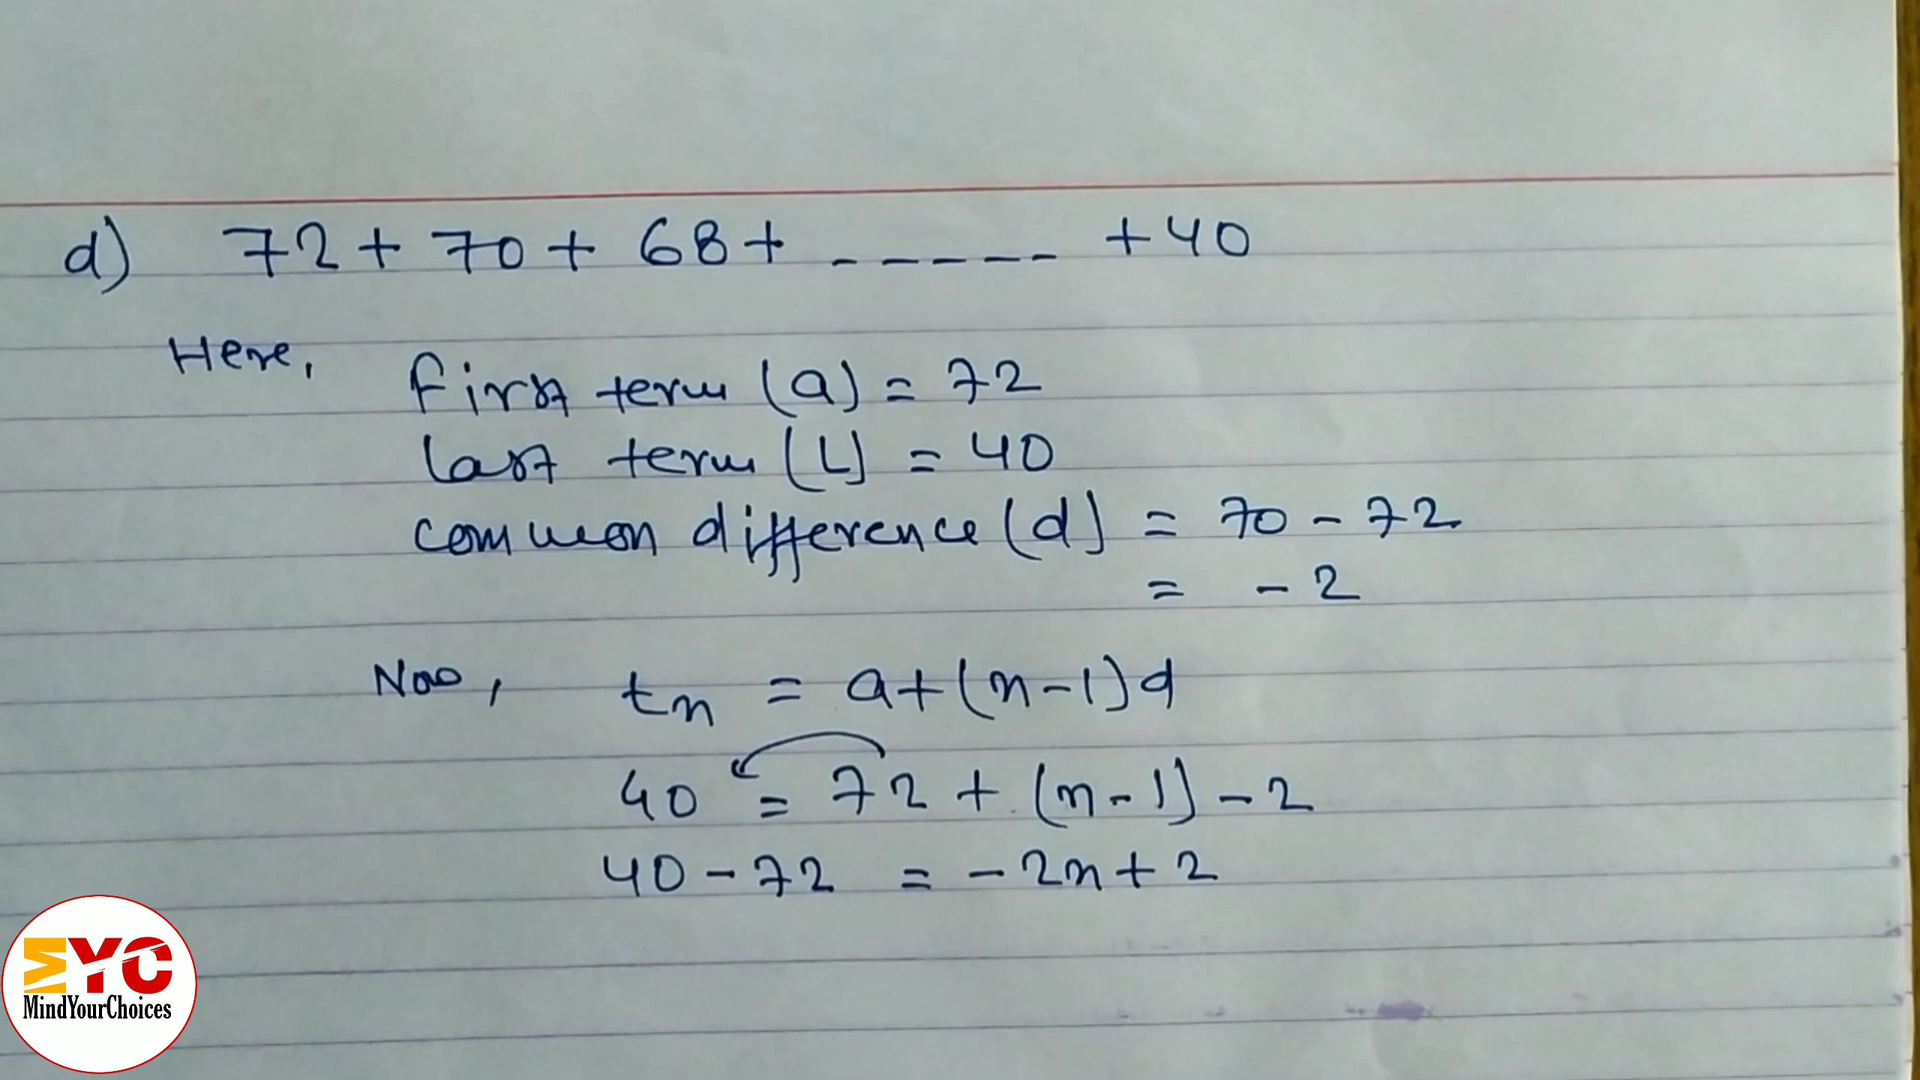 d) 72 + 70 + 68 + _ _ _ _ _ + 40
Here, first term (a) = 72
last term (L) = 40
common difference (d) = 70 - 72
= - 2
Now, tn = a + (n - 1) d
40 = 72 + (n - 1) - 2
40 - 72 = - 2n + 2
MYC
MindYourChoices